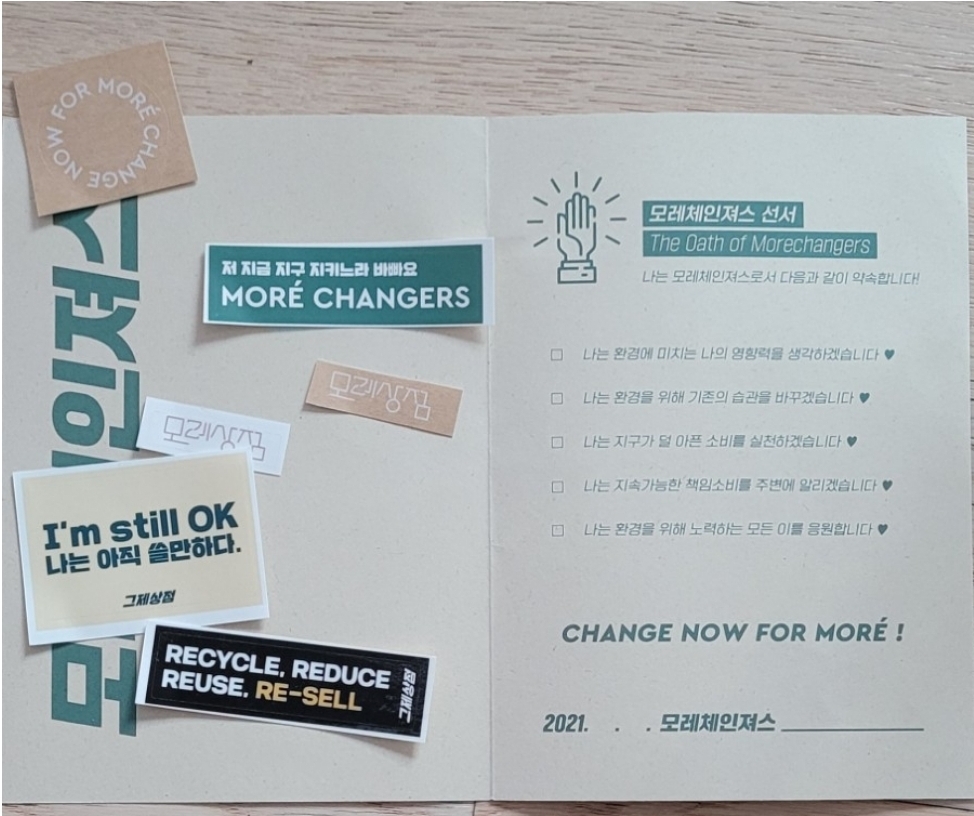 CHANGE NOW FOR MORÉ
저 지금 지구 지키느라 바빠요
MORÉ CHANGERS
모레상점
모레상점
I'm still OK
나는 아직 쓸만하다.
그제상점
RECYCLE, REDUCE
REUSE, RE-SELL
그제상점
모레체인져스 선서
The Oath of Morechangers
나는 모레체인져스로서 다음과 같이 약속합니다!
나는 환경에 미치는 나의 영향력을 생각하겠습니다 ♥
나는 환경을 위해 기존의 습관을 바꾸겠습니다 ♥
나는 지구가 덜 아픈 소비를 실천하겠습니다 ♥
나는 지속가능한 책임소비를 주변에 알리겠습니다 ♥
나는 환경을 위해 노력하는 모든 이를 응원합니다 ♥
CHANGE NOW FOR MORÉ !
2021. . . 모레체인져스